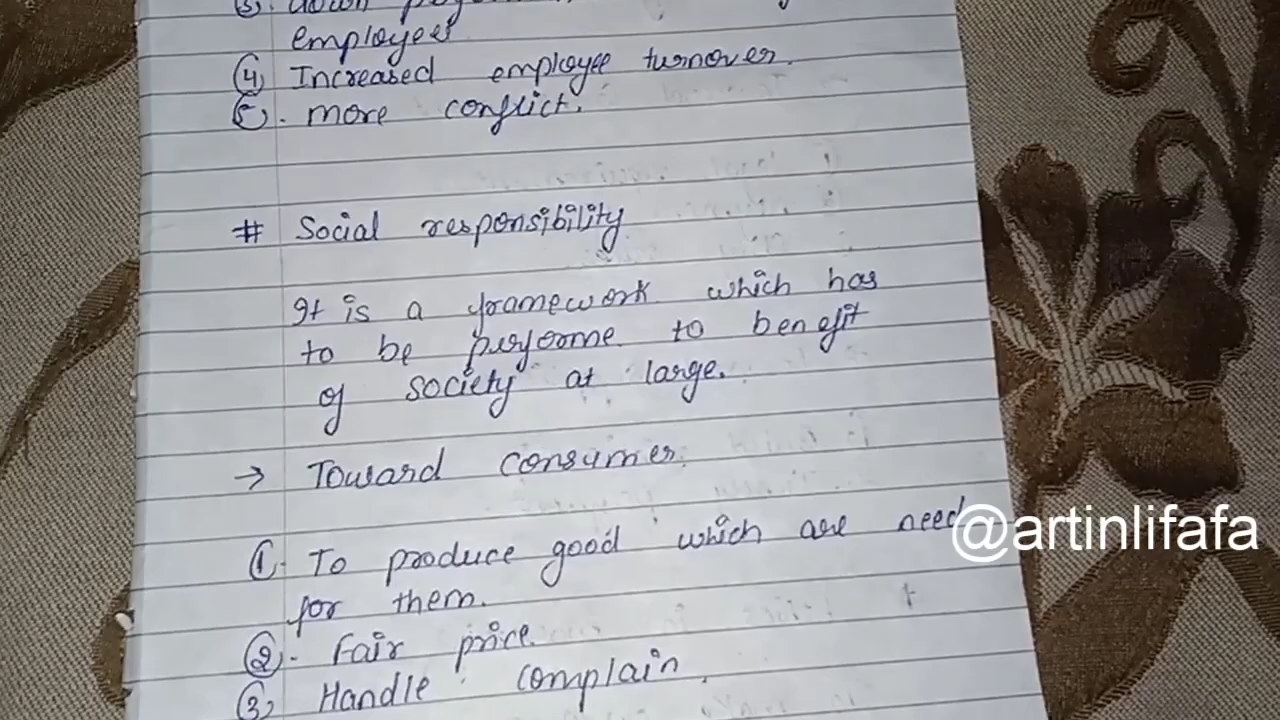 employees
④ Increased employee turnover.
⑤. more conflict.
# Social responsibility
It is a framework which has
to be perfoome to benefit
of society at large.
→ Toward consumer.
①. To produce good which are need
for them.
②. Fair price.
③ Handle complain.
@artinlifafa